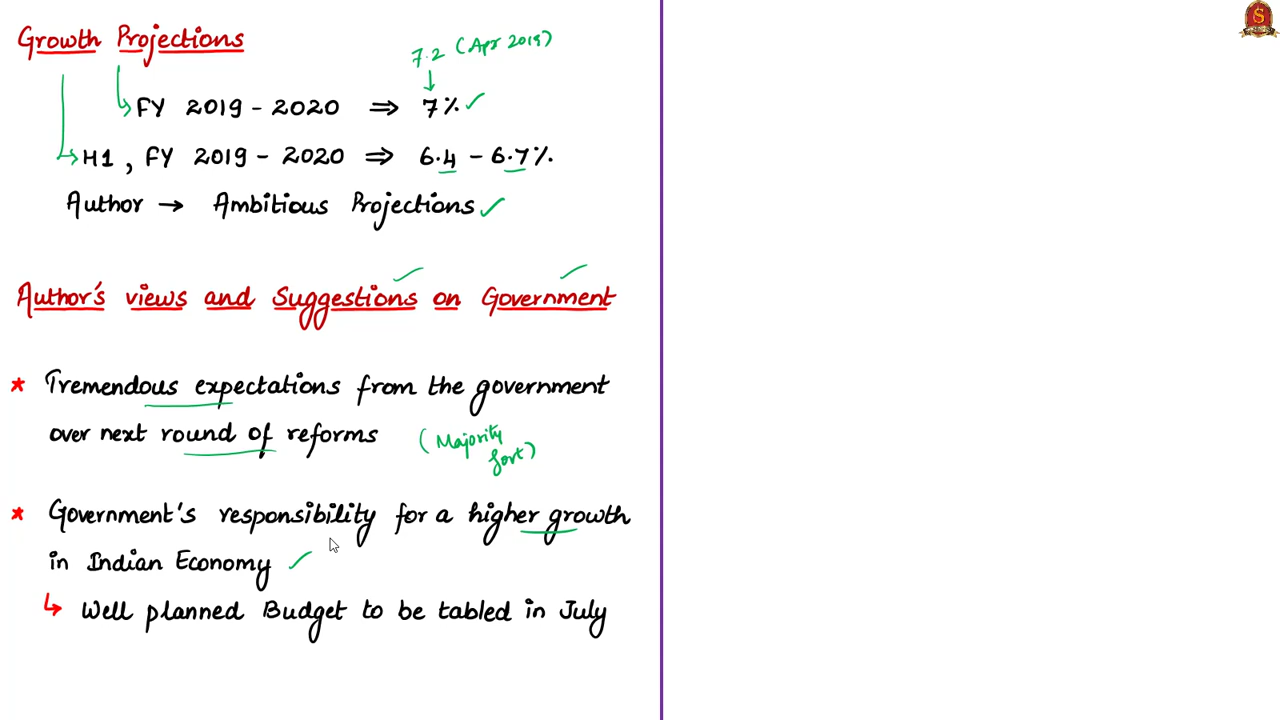 Growth Projections
7.2 (Apr 2019)
FY 2019 - 2020 ⇒ 7% ✓
H1, FY 2019 - 2020 ⇒ 6.4 - 6.7%
Author → Ambitious Projections ✓
Author's views and Suggestions on Government
* Tremendous expectations from the government
over next round of reforms (Majority
Govt)
* Government's responsibility for a higher growth
in Indian Economy ✓
↳ Well planned Budget to be tabled in July
S